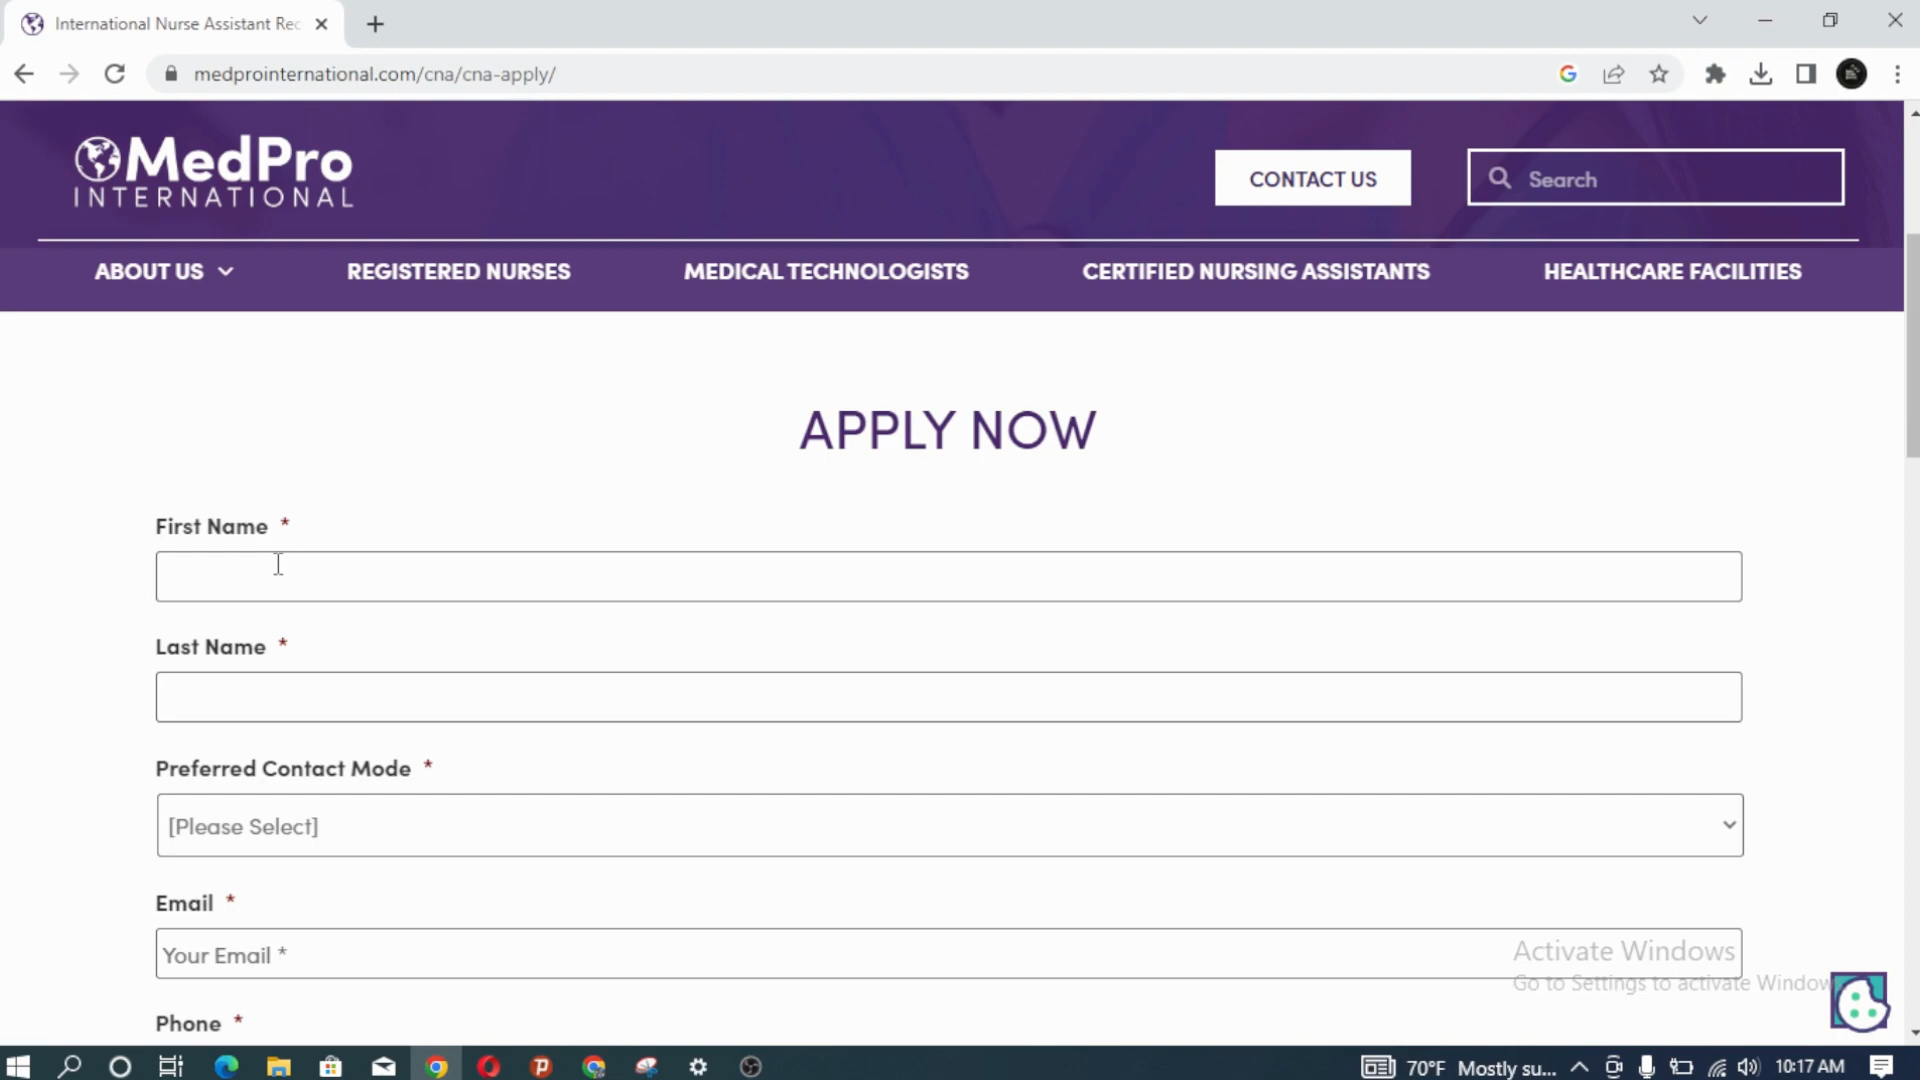 International Nurse Assistant Rec
medprointernational.com/cna/cna-apply/
MedPro
INTERNATIONAL
CONTACT US
Search
ABOUT US
REGISTERED NURSES
MEDICAL TECHNOLOGISTS
CERTIFIED NURSING ASSISTANTS
HEALTHCARE FACILITIES
APPLY NOW
First Name *
Last Name *
Preferred Contact Mode *
[Please Select]
Email *
Your Email *
Activate Windows
Go to Settings to activate Window
Phone *
70°F Mostly su...
10:17 AM